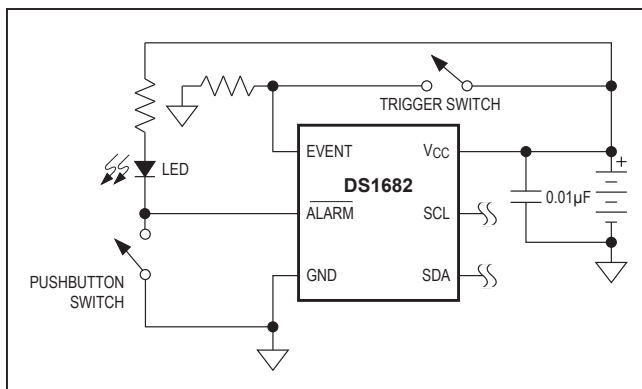 TRIGGER SWITCH
EVENT
VCC
LED
DS1682
+
ALARM
SCL
0.01µF
PUSHBUTTON
SWITCH
GND
SDA